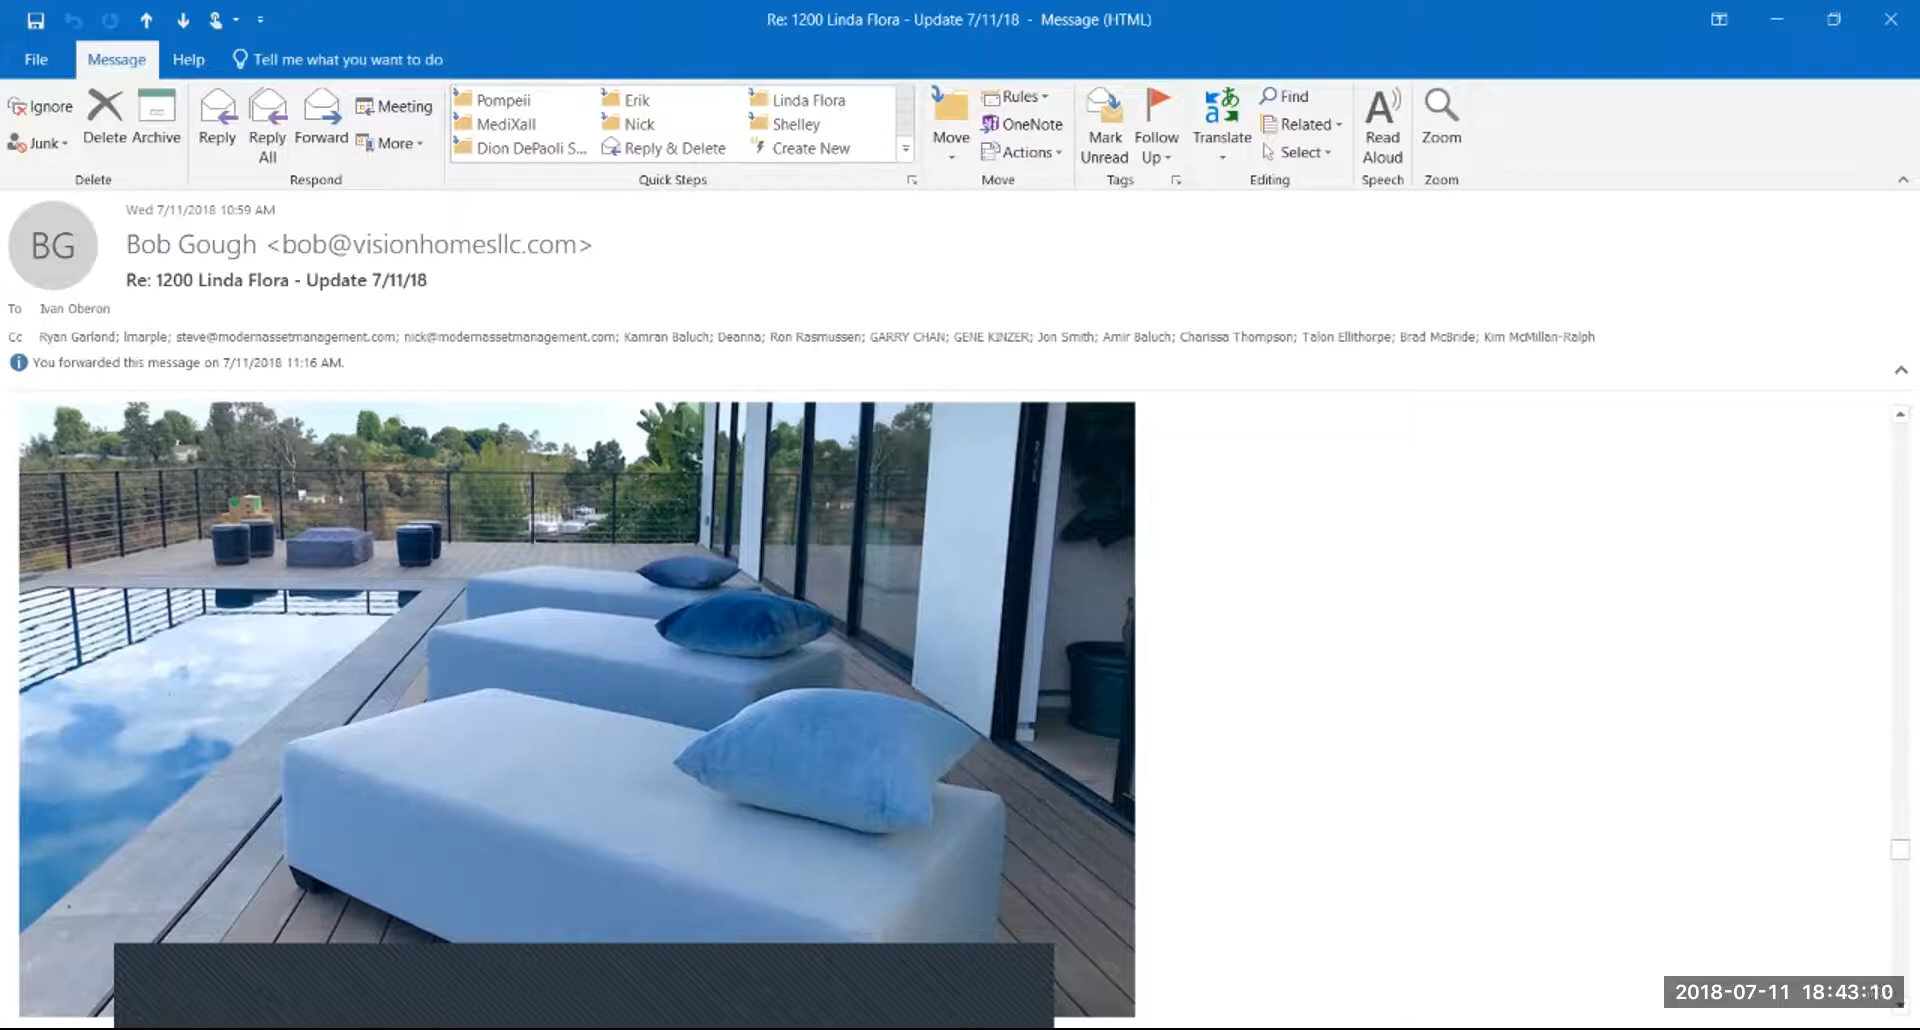 Re: 1200 Linda Flora - Update 7/11/18 - Message (HTML)
File Message Help Tell me what you want to do
Ignore
Junk
Delete Archive
Delete
Reply Reply All Forward
Meeting
More
Respond
Pompeii Erik Linda Flora
MediXall Nick Shelley
Dion DePaoli S... Reply & Delete Create New
Quick Steps
Move
Rules
OneNote
Actions
Move
Mark Unread Follow Up
Tags
Translate
Find
Related
Select
Editing
Read Aloud
Speech
Zoom
Zoom
Wed 7/11/2018 10:59 AM
BG
Bob Gough <bob@visionhomesllc.com>
Re: 1200 Linda Flora - Update 7/11/18
To Ivan Oberon
Cc Ryan Garland; lmarple; steve@modernassetmanagement.com; nick@modernassetmanagement.com; Kamran Baluch; Deanna; Ron Rasmussen; GARRY CHAN; GENE KINZER; Jon Smith; Amir Baluch; Charissa Thompson; Talon Ellithorpe; Brad McBride; Kim McMillan-Ralph
You forwarded this message on 7/11/2018 11:16 AM.
2018-07-11 18:43:10